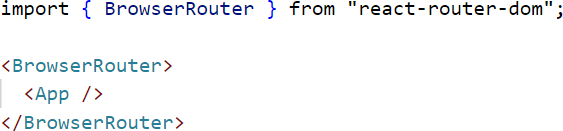 import { BrowserRouter } from "react-router-dom";
<BrowserRouter>
<App />
</BrowserRouter>